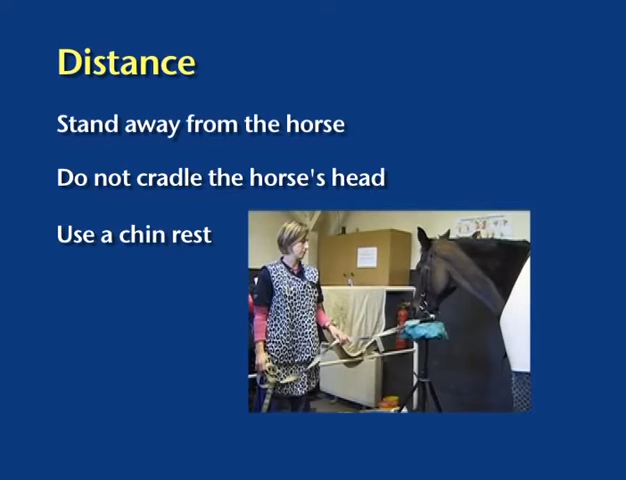 Distance
Stand away from the horse
Do not cradle the horse's head
Use a chin rest